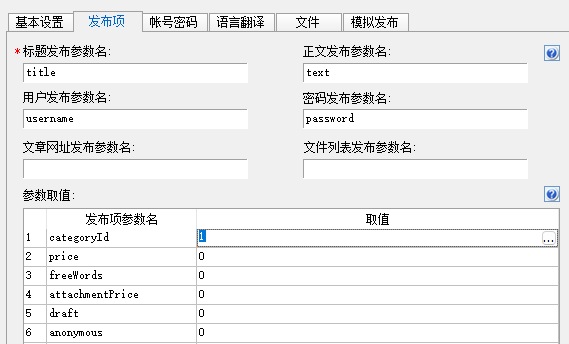 基本设置 发布项 帐号密码 语言翻译 文件 模拟发布
*标题发布参数名: 正文发布参数名:
title text
用户发布参数名: 密码发布参数名:
username password
文章网址发布参数名: 文件列表发布参数名:
参数取值:
发布项参数名 取值
1 categoryId 1 ...
2 price 0
3 freeWords 0
4 attachmentPrice 0
5 draft 0
6 anonymous 0